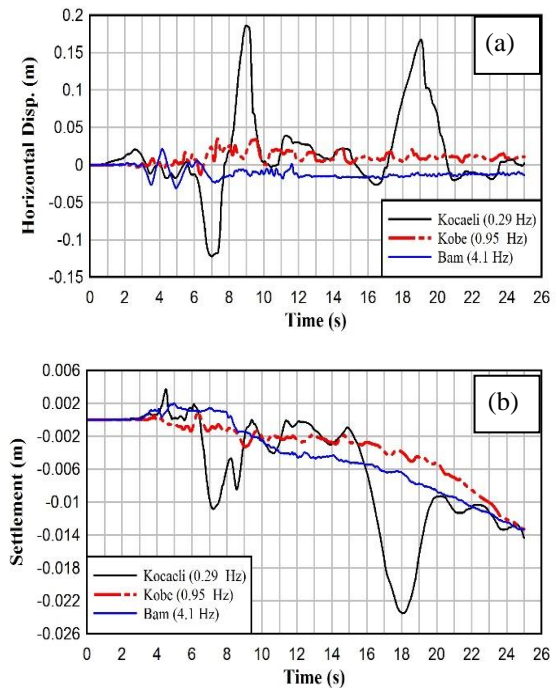 (a)
Horizontal Disp. (m)
0.2
0.15
0.1
0.05
0
-0.05
-0.1
-0.15
Kocaeli (0.29 Hz)
Kobe (0.95 Hz)
Bam (4.1 Hz)
0 2 4 6 8 10 12 14 16 18 20 22 24 26
Time (s)
(b)
Settlement (m)
0.006
0.002
-0.002
-0.006
-0.01
-0.014
-0.018
-0.022
-0.026
Kocaeli (0.29 Hz)
Kobe (0.95 Hz)
Bam (4.1 Hz)
0 2 4 6 8 10 12 14 16 18 20 22 24 26
Time (s)